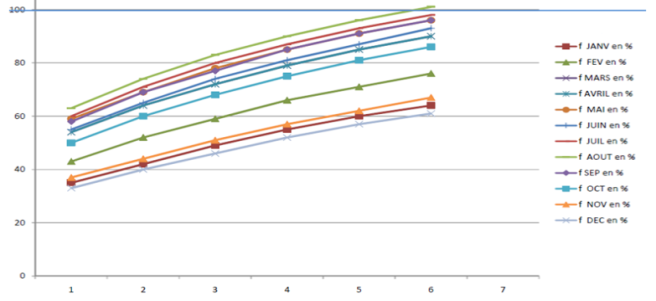 100
80
60
40
20
0
1 2 3 4 5 6 7
f JANV en %
f FEV en %
f MARS en %
f AVRIL en %
f MAI en %
f JUIN en %
f JUIL en %
f AOUT en %
f SEP en %
f OCT en %
f NOV en %
f DEC en %